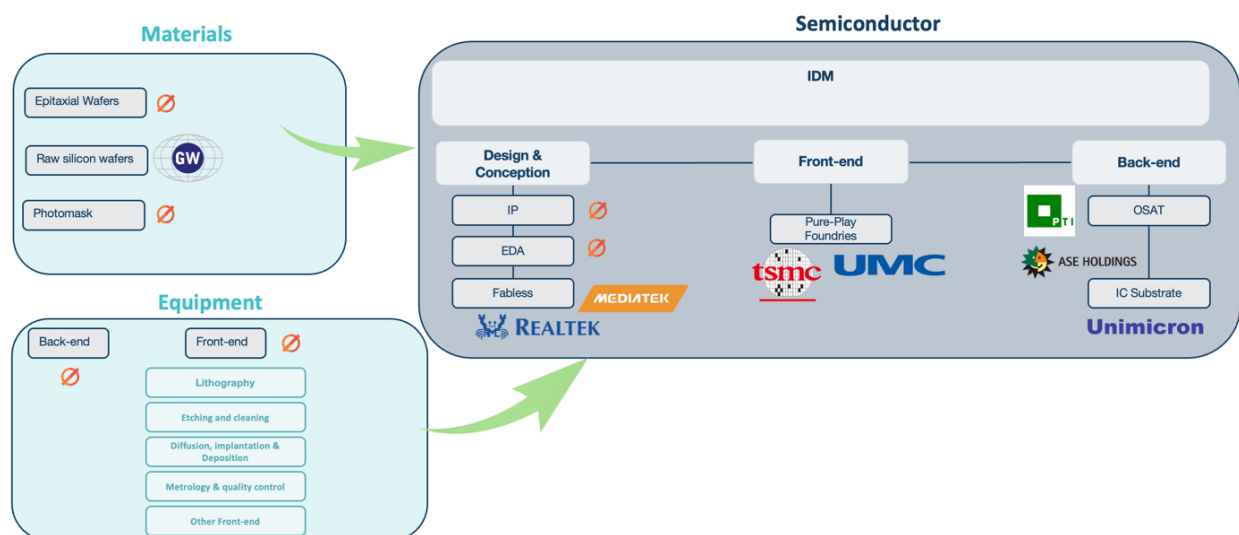 Materials
Epitaxial Wafers
Raw silicon wafers
GW
Photomask
Equipment
Back-end
Front-end
Lithography
Etching and cleaning
Diffusion, implantation &
Deposition
Metrology & quality control
Other Front-end
Semiconductor
IDM
Design &
Conception
IP
EDA
Fabless
MEDIATEK
REALTEK
Front-end
Pure-Play
Foundries
tsmc
UMC
Back-end
OSAT
PTI
ASE HOLDINGS
IC Substrate
Unimicron